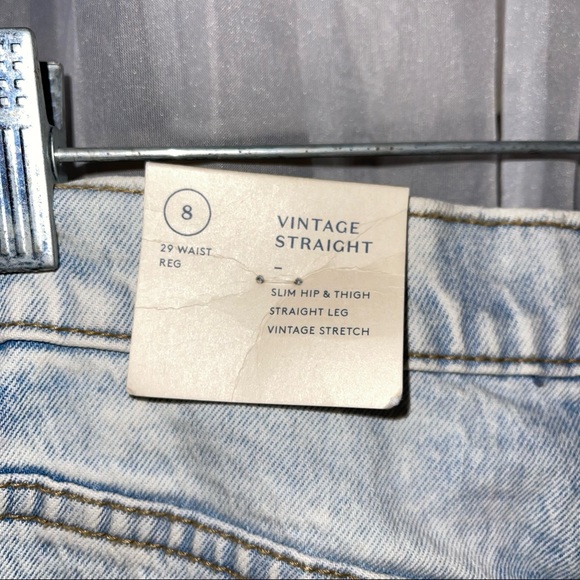 8
29 WAIST
REG
VINTAGE
STRAIGHT
–
SLIM HIP & THIGH
STRAIGHT LEG
VINTAGE STRETCH